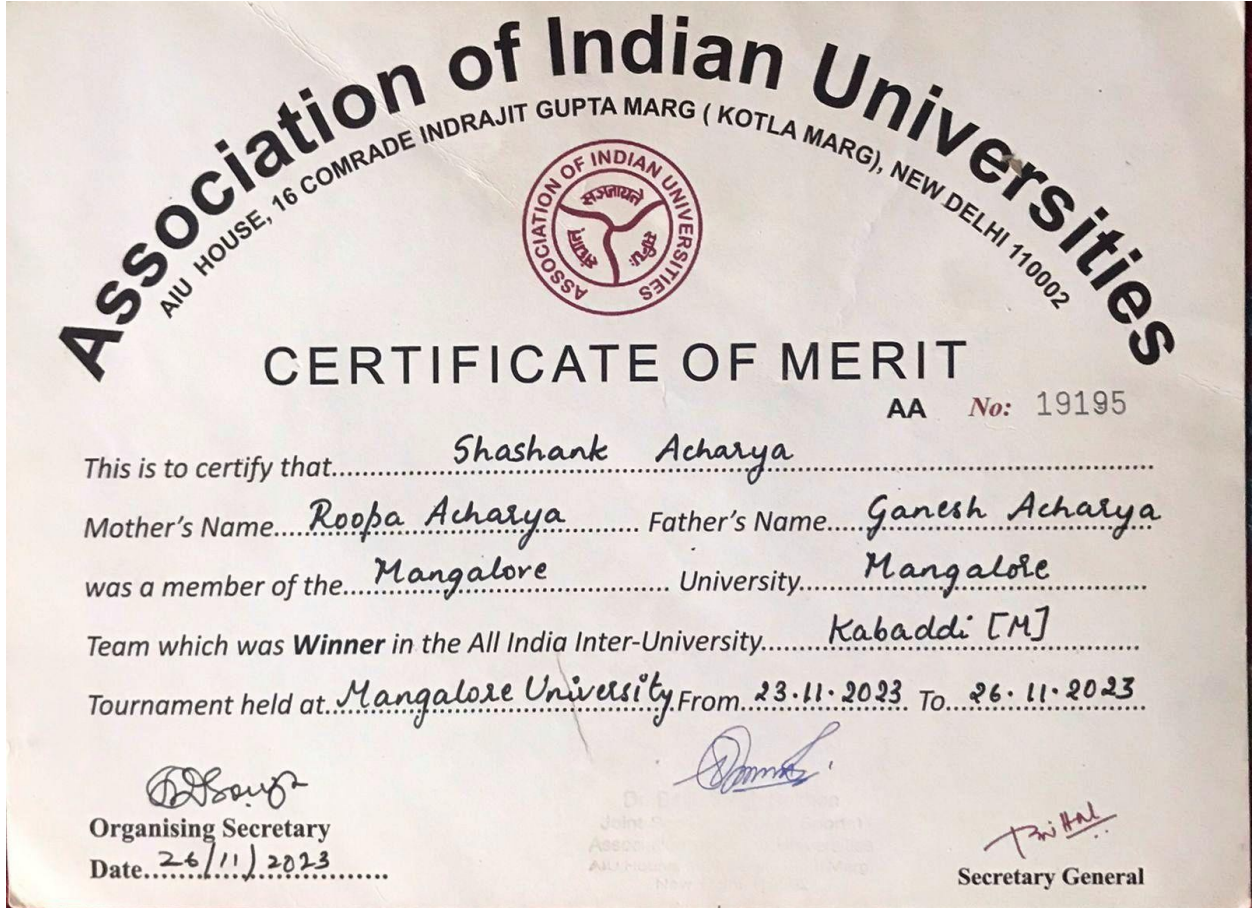 Association of Indian Universities
AIU HOUSE, 16 COMRADE INDRAJIT GUPTA MARG ( KOTLA MARG), NEW DELHI 110002
ASSOCIATION OF INDIAN UNIVERSITIES
CERTIFICATE OF MERIT
AA No: 19195
This is to certify that Shashank Acharya
Mother's Name Roopa Acharya Father's Name Ganesh Acharya
was a member of the Mangalore University Mangalore
Team which was Winner in the All India Inter-University Kabaddi [M]
Tournament held at Mangalore University From 23.11.2023 To 26.11.2023
Organising Secretary
Date 26/11/2023
Secretary General